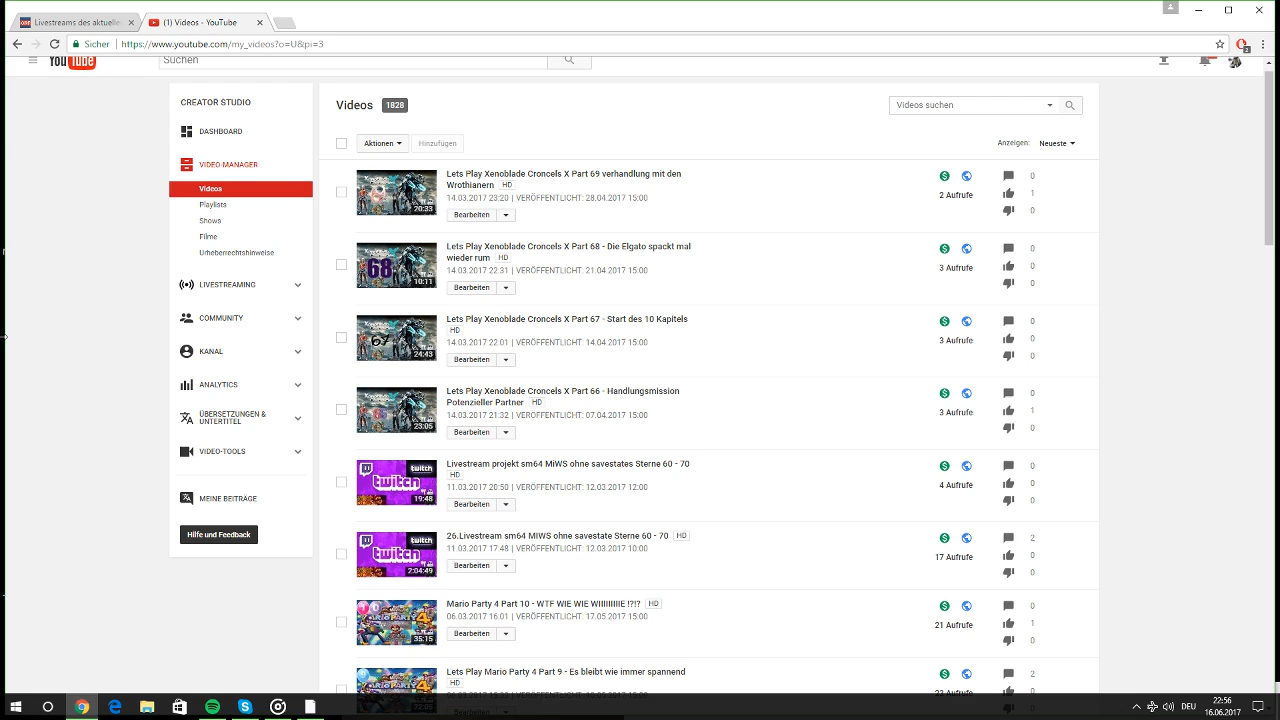 ORF Livestreams des aktuelle
(1) Videos - YouTube
Sicher
https://www.youtube.com/my_videos?o=U&pi=3
2
YouTube
Suchen
CREATOR STUDIO
DASHBOARD
VIDEO-MANAGER
Videos
Playlists
Shows
Filme
Urheberrechtshinweise
LIVESTREAMING
COMMUNITY
KANAL
ANALYTICS
ÜBERSETZUNGEN &
UNTERTITEL
VIDEO-TOOLS
MEINE BEITRÄGE
Hilfe und Feedback
Videos 1828
Videos suchen
Aktionen
Hinzufügen
Anzeigen: Neueste
Lets Play Xenoblade Croncels X Part 69 verhandlung mit den
Wrothianern HD
14.03.2017 23:20 | VERÖFFENTLICHT: 28.04.2017 15:00
Bearbeiten
20:33
2 Aufrufe
0
1
0
Lets Play Xenoblade Croncels X Part 68 - Die Elgato spackt mal
wieder rum HD
14.03.2017 22:31 | VERÖFFENTLICHT: 21.04.2017 15:00
Bearbeiten
68
10:11
3 Aufrufe
0
0
0
Lets Play Xenoblade Croncels X Part 67 - Start des 10 Kapitels
HD
14.03.2017 22:01 | VERÖFFENTLICHT: 14.04.2017 15:00
Bearbeiten
67
24:43
3 Aufrufe
0
0
0
Lets Play Xenoblade Croncels X Part 66 - Handlungsmission
Potenzieller Partner HD
14.03.2017 21:32 | VERÖFFENTLICHT: 07.04.2017 15:00
Bearbeiten
23:05
3 Aufrufe
0
1
0
Livestream projekt sm64 MiWS ohne savestates Sterne 60 - 70
HD
11.03.2017 20:50 | VERÖFFENTLICHT: 12.03.2017 12:00
Bearbeiten
twitch
twitch
19:48
4 Aufrufe
0
0
0
26.Livestream sm64 MIWS ohne savestate Sterne 60 - 70 HD
11.03.2017 17:48 | VERÖFFENTLICHT: 12.03.2017 10:00
Bearbeiten
twitch
twitch
2:04:49
17 Aufrufe
2
0
0
Mario Party 4 Part 10 - WTF WIE WIE WIIIIIIIIIE !?!? HD
06.03.2017 16:01 | VERÖFFENTLICHT: 17.05.2017 15:00
Bearbeiten
35:15
21 Aufrufe
0
1
0
Lets Play Mario Party 4 Part 9 - Es bleibt wie immer spannend
HD
2
DEU
22:56
16.06.2017